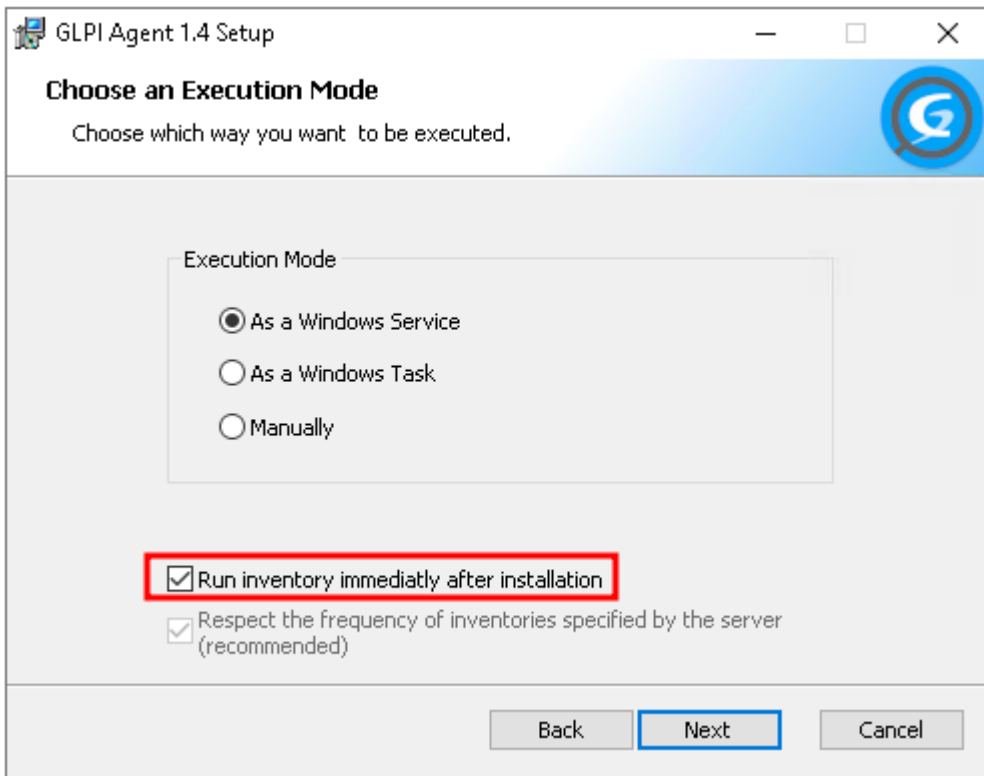 GLPI Agent 1.4 Setup
Choose an Execution Mode
Choose which way you want to be executed.
Execution Mode
As a Windows Service
As a Windows Task
Manually
Run inventory immediatly after installation
Respect the frequency of inventories specified by the server
(recommended)
Back
Next
Cancel